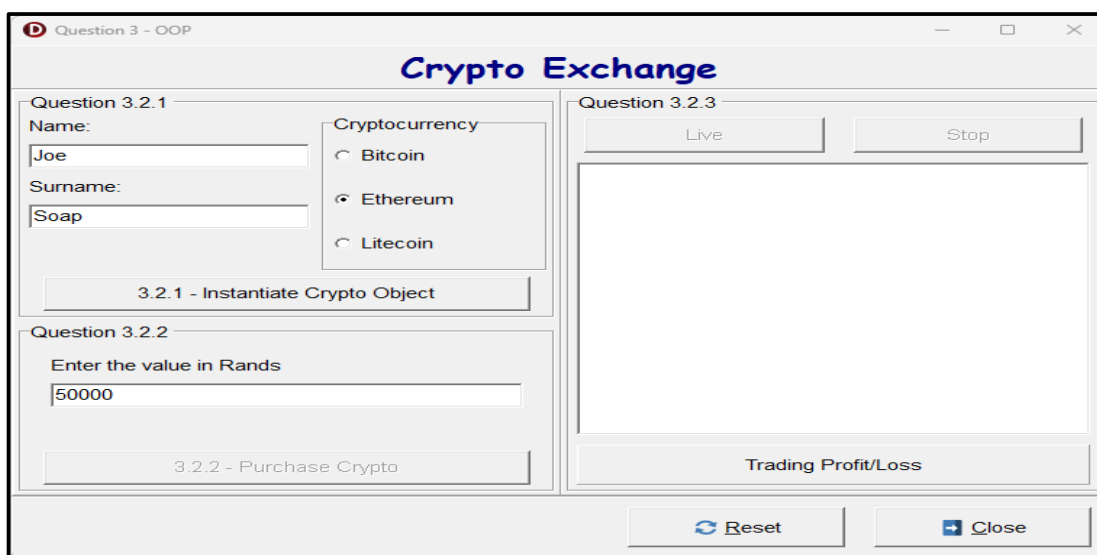 Question 3 - OOP
Crypto Exchange
Question 3.2.1
Name:
Joe
Surname:
Soap
Cryptocurrency
Bitcoin
Ethereum
Litecoin
3.2.1 - Instantiate Crypto Object
Question 3.2.2
Enter the value in Rands
50000
3.2.2 - Purchase Crypto
Question 3.2.3
Live
Stop
Trading Profit/Loss
Reset
Close